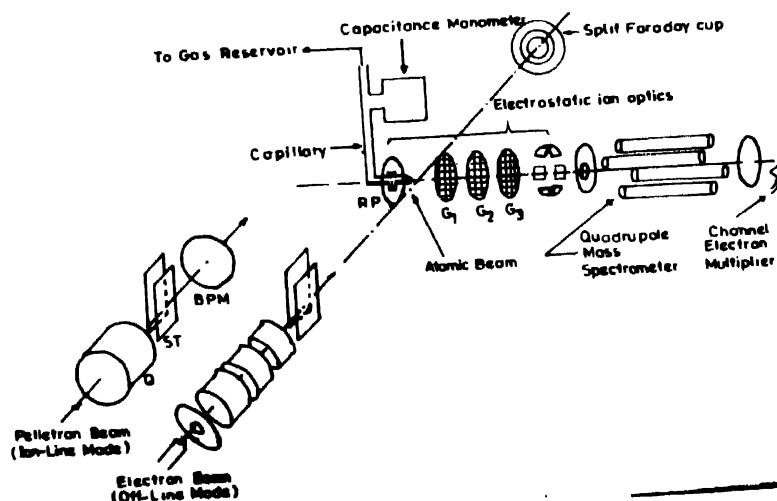 Capacitance Manometer
Split Faraday cup
To Gas Reservoir
Electrostatic ion optics
Capillary
RP
G1
G2
G3
Atomic Beam
Quadrupole
Mass
Spectrometer
Channel
Electron
Multiplier
BPM
ST
Q
Pelletron Beam
(Ion-Line Mode)
Electron Beam
(Off-Line Mode)